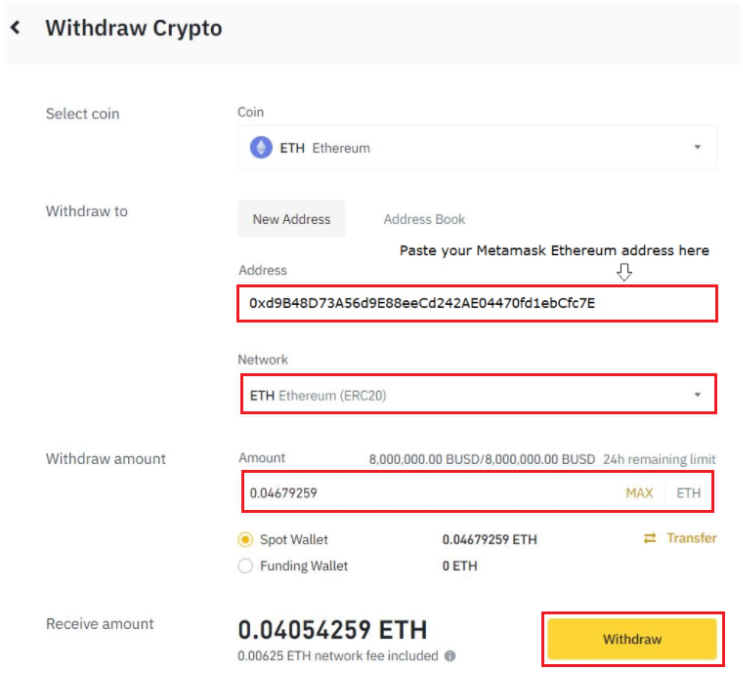 Withdraw Crypto
Select coin
Coin
ETH Ethereum
Withdraw to
New Address Address Book
Paste your Metamask Ethereum address here
Address
0xd9B48D73A56d9E88eeCd242AE04470fd1ebCfc7E
Network
ETH Ethereum (ERC20)
Withdraw amount
Amount 8,000,000.00 BUSD/8,000,000.00 BUSD 24h remaining limit
0.04679259 MAX ETH
Spot Wallet 0.04679259 ETH Transfer
Funding Wallet 0 ETH
Receive amount
0.04054259 ETH
0.00625 ETH network fee included
Withdraw